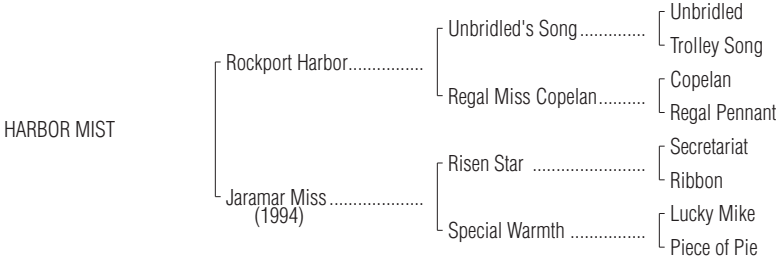 Unbridled
Unbridled's Song..............
Trolley Song
Rockport Harbor................
Copelan
Regal Miss Copelan..........
Regal Pennant
HARBOR MIST
Secretariat
Risen Star ........................
Ribbon
Jaramar Miss ....................
(1994)
Lucky Mike
Special Warmth ................
Piece of Pie